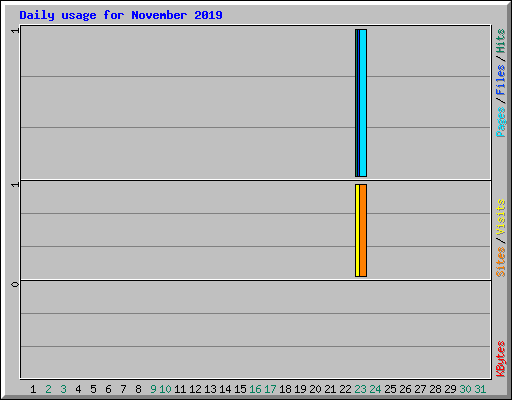 Daily usage for November 2019
1
1
0
Pages / Files / Hits
Sites / Visits
KBytes
1 2 3 4 5 6 7 8 9 10 11 12 13 14 15 16 17 18 19 20 21 22 23 24 25 26 27 28 29 30 31